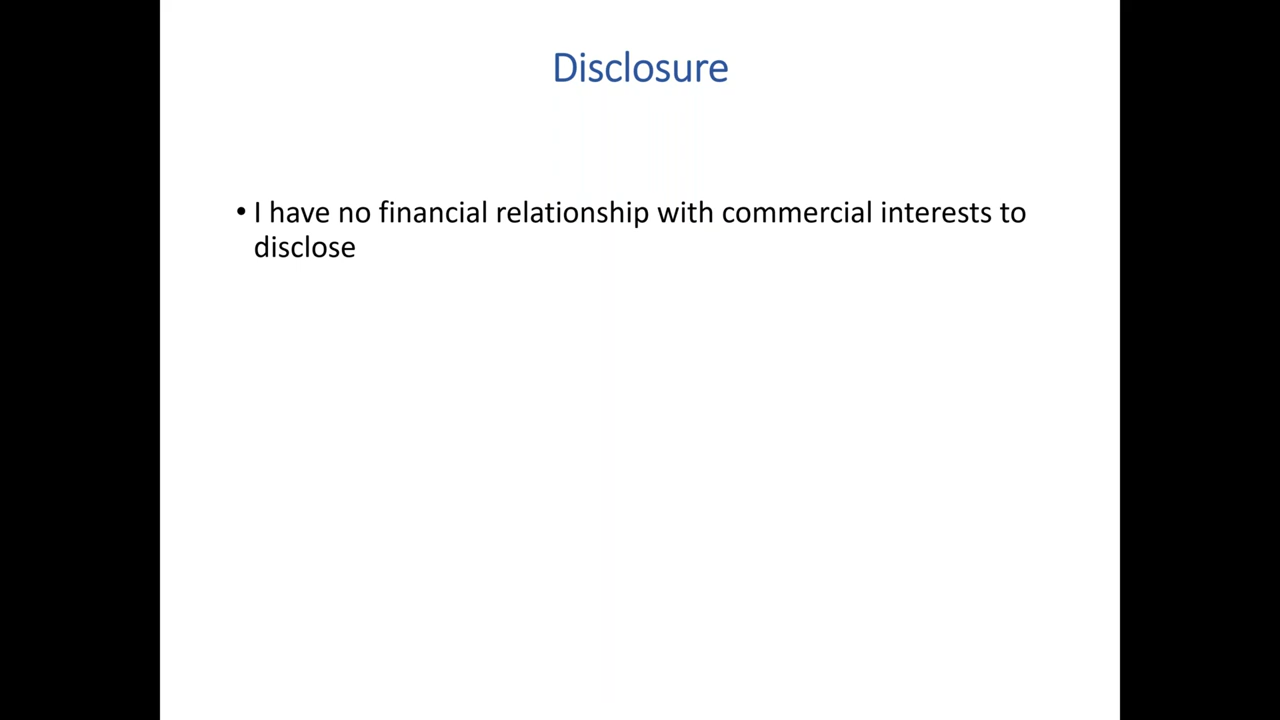 Disclosure
• I have no financial relationship with commercial interests to
disclose